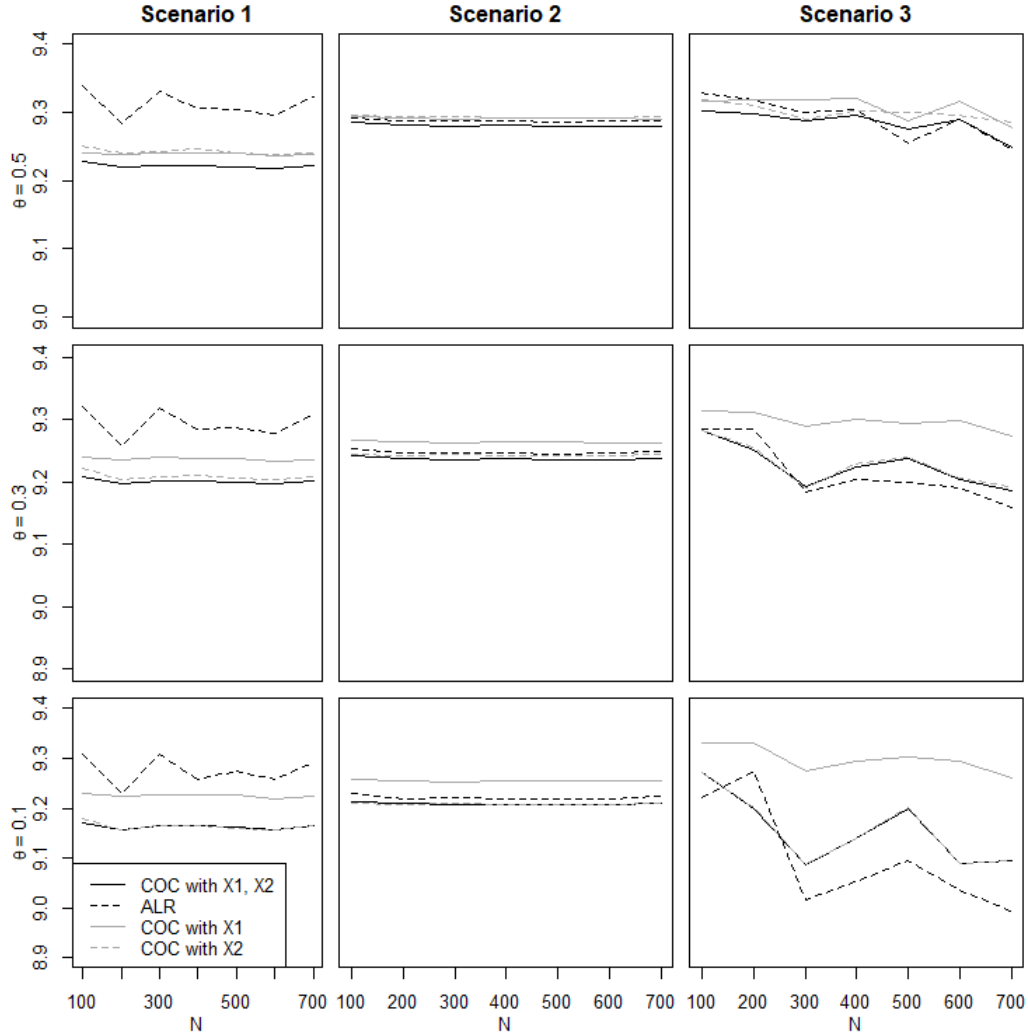 Scenario 1
Scenario 2
Scenario 3
θ = 0.5
9.4
9.3
9.2
9.1
9.0
θ = 0.3
9.4
9.3
9.2
9.1
9.0
8.9
θ = 0.1
9.4
9.3
9.2
9.1
9.0
8.9
COC with X1, X2
ALR
COC with X1
COC with X2
100 300 500 700
N
100 200 300 400 500 600 700
N
100 200 300 400 500 600 700
N